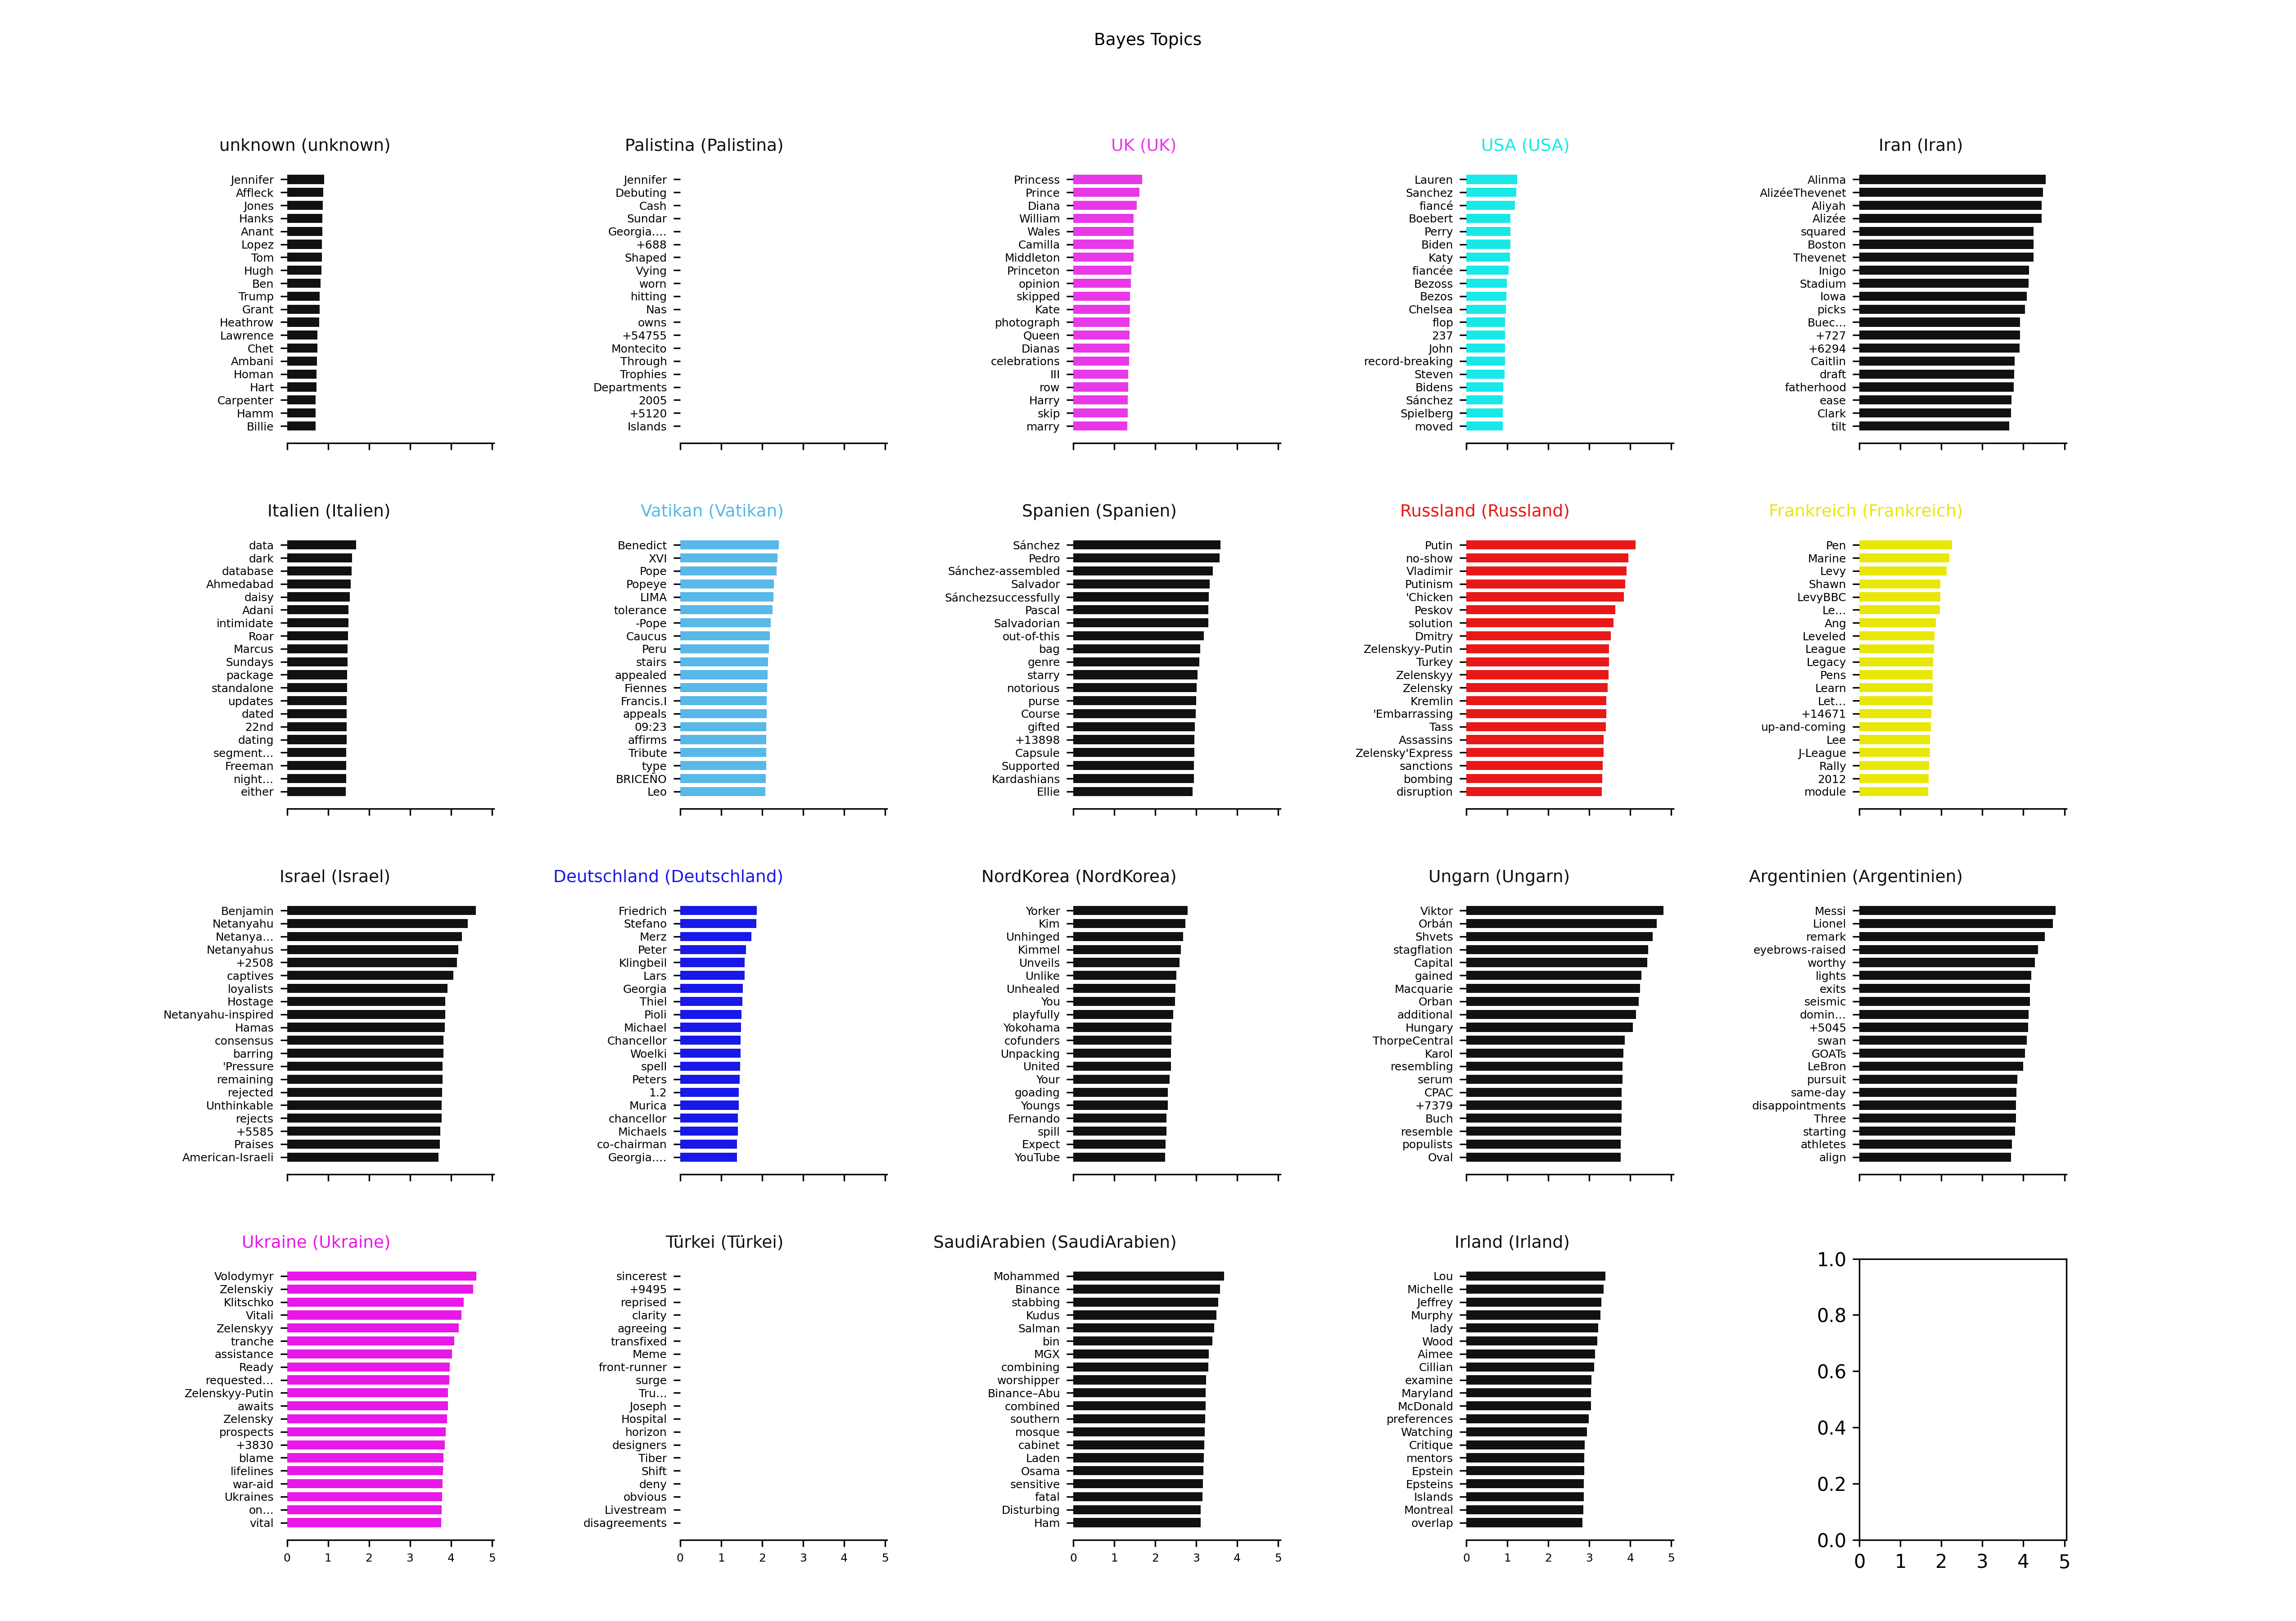 Bayes Topics
unknown (unknown)
Jennifer
Affleck
Jones
Hanks
Anant
Lopez
Tom
Hugh
Ben
Trump
Grant
Heathrow
Lawrence
Chet
Ambani
Homan
Hart
Carpenter
Hamm
Billie
Palistina (Palistina)
Jennifer
Debuting
Cash
Sundar
Georgia....
+688
Shaped
Vying
worn
hitting
Nas
owns
+54755
Montecito
Through
Trophies
Departments
2005
+5120
Islands
UK (UK)
Princess
Prince
Diana
William
Wales
Camilla
Middleton
Princeton
opinion
skipped
Kate
photograph
Queen
Dianas
celebrations
III
row
Harry
skip
marry
USA (USA)
Lauren
Sanchez
fiancé
Boebert
Perry
Biden
Katy
fiancée
Bezoss
Bezos
Chelsea
flop
237
John
record-breaking
Steven
Bidens
Sánchez
Spielberg
moved
Iran (Iran)
Alinma
AlizéeThevenet
Aliyah
Alizée
squared
Boston
Thevenet
Inigo
Stadium
Iowa
picks
Buec…
+727
+6294
Caitlin
draft
fatherhood
ease
Clark
tilt
Italien (Italien)
data
dark
database
Ahmedabad
daisy
Adani
intimidate
Roar
Marcus
Sundays
package
standalone
updates
dated
22nd
dating
segment…
Freeman
night…
either
Vatikan (Vatikan)
Benedict
XVI
Pope
Popeye
LIMA
tolerance
-Pope
Caucus
Peru
stairs
appealed
Fiennes
Francis.I
appeals
09:23
affirms
Tribute
type
BRICEÑO
Leo
Spanien (Spanien)
Sánchez
Pedro
Sánchez-assembled
Salvador
Sánchezsuccessfully
Pascal
Salvadorian
out-of-this
bag
genre
starry
notorious
purse
Course
gifted
+13898
Capsule
Supported
Kardashians
Ellie
Russland (Russland)
Putin
no-show
Vladimir
Putinism
'Chicken
Peskov
solution
Dmitry
Zelenskyy-Putin
Turkey
Zelenskyy
Zelensky
Kremlin
'Embarrassing
Tass
Assassins
Zelensky'Express
sanctions
bombing
disruption
Frankreich (Frankreich)
Pen
Marine
Levy
Shawn
LevyBBC
Le…
Ang
Leveled
League
Legacy
Pens
Learn
Let…
+14671
up-and-coming
Lee
J-League
Rally
2012
module
Israel (Israel)
Benjamin
Netanyahu
Netanya…
Netanyahus
+2508
captives
loyalists
Hostage
Netanyahu-inspired
Hamas
consensus
barring
'Pressure
remaining
rejected
Unthinkable
rejects
+5585
Praises
American-Israeli
Deutschland (Deutschland)
Friedrich
Stefano
Merz
Peter
Klingbeil
Lars
Georgia
Thiel
Pioli
Michael
Chancellor
Woelki
spell
Peters
1.2
Murica
chancellor
Michaels
co-chairman
Georgia....
NordKorea (NordKorea)
Yorker
Kim
Unhinged
Kimmel
Unveils
Unlike
Unhealed
You
playfully
Yokohama
cofunders
Unpacking
United
Your
goading
Youngs
Fernando
spill
Expect
YouTube
Ungarn (Ungarn)
Viktor
Orbán
Shvets
stagflation
Capital
gained
Macquarie
Orban
additional
Hungary
ThorpeCentral
Karol
resembling
serum
CPAC
+7379
Buch
resemble
populists
Oval
Argentinien (Argentinien)
Messi
Lionel
remark
eyebrows-raised
worthy
lights
exits
seismic
domin…
+5045
swan
GOATs
LeBron
pursuit
same-day
disappointments
Three
starting
athletes
align
Ukraine (Ukraine)
Volodymyr
Zelenskiy
Klitschko
Vitali
Zelenskyy
tranche
assistance
Ready
requested…
Zelenskyy-Putin
awaits
Zelensky
prospects
+3830
blame
lifelines
war-aid
Ukraines
on…
vital
0 1 2 3 4 5
Türkei (Türkei)
sincerest
+9495
reprised
clarity
agreeing
transfixed
Meme
front-runner
surge
Tru…
Joseph
Hospital
horizon
designers
Tiber
Shift
deny
obvious
Livestream
disagreements
0 1 2 3 4 5
SaudiArabien (SaudiArabien)
Mohammed
Binance
stabbing
Kudus
Salman
bin
MGX
combining
worshipper
Binance–Abu
combined
southern
mosque
cabinet
Laden
Osama
sensitive
fatal
Disturbing
Ham
0 1 2 3 4 5
Irland (Irland)
Lou
Michelle
Jeffrey
Murphy
lady
Wood
Aimee
Cillian
examine
Maryland
McDonald
preferences
Watching
Critique
mentors
Epstein
Epsteins
Islands
Montreal
overlap
0 1 2 3 4 5
1.0
0.8
0.6
0.4
0.2
0.0
0 1 2 3 4 5